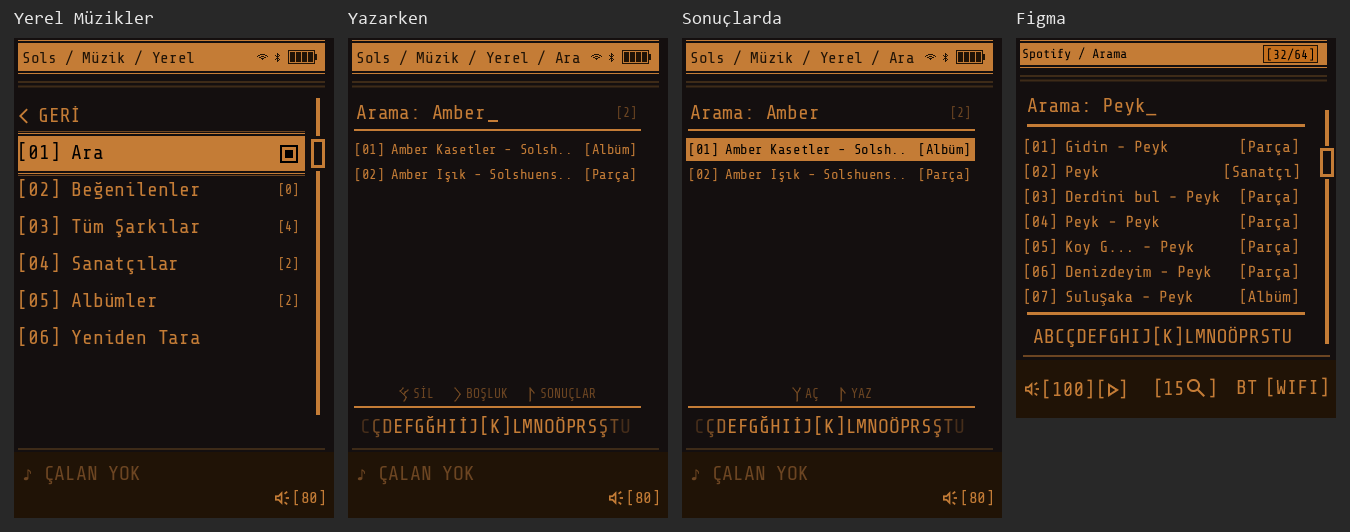 Yerel Müzikler
Sols / Müzik / Yerel
GERİ
[01] Ara
[02] Beğenilenler [0]
[03] Tüm Şarkılar [4]
[04] Sanatçılar [2]
[05] Albümler [2]
[06] Yeniden Tara
♪ ÇALAN YOK
[80]
Yazarken
Sols / Müzik / Yerel / Ara
Arama: Amber_ [2]
[01] Amber Kasetler - Solsh.. [Albüm]
[02] Amber Işık - Solshuens.. [Parça]
SİL BOŞLUK SONUÇLAR
CÇDEFGĞHIİJ[K]LMNOÖPRSŞTU
♪ ÇALAN YOK
[80]
Sonuçlarda
Sols / Müzik / Yerel / Ara
Arama: Amber [2]
[01] Amber Kasetler - Solsh.. [Albüm]
[02] Amber Işık - Solshuens.. [Parça]
AÇ YAZ
CÇDEFGĞHIİJ[K]LMNOÖPRSŞTU
♪ ÇALAN YOK
[80]
Figma
Spotify / Arama [32/64]
Arama: Peyk_
[01] Gidin - Peyk [Parça]
[02] Peyk [Sanatçı]
[03] Derdini bul - Peyk [Parça]
[04] Peyk - Peyk [Parça]
[05] Koy G... - Peyk [Parça]
[06] Denizdeyim - Peyk [Parça]
[07] Suluşaka - Peyk [Albüm]
ABCÇDEFGHIJ[K]LMNOÖPRSTU
[100][▷] [15 ] BT [WIFI]